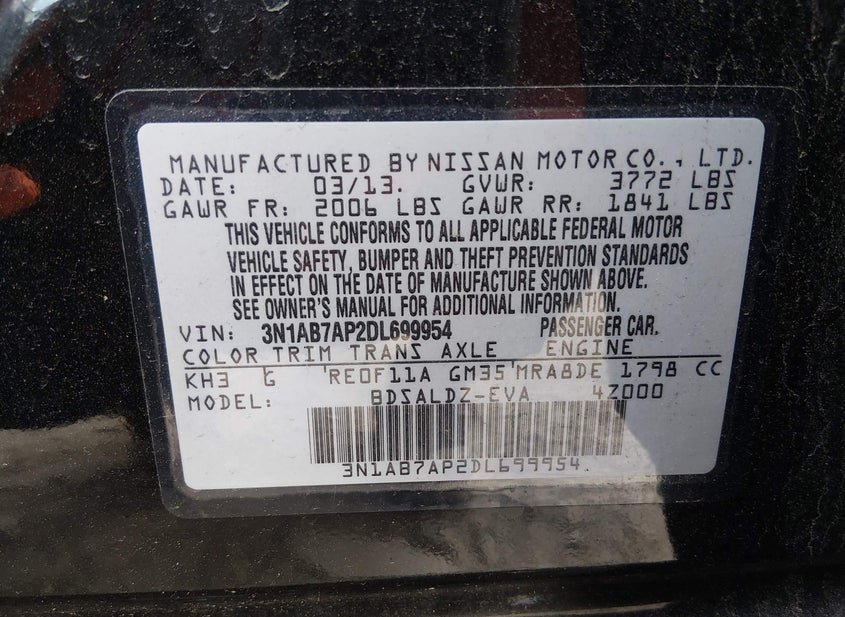 MANUFACTURED BY NISSAN MOTOR CO., LTD.
DATE: 03/13. GVWR: 3772 LBS
GAWR FR: 2006 LBS GAWR RR: 1841 LBS
THIS VEHICLE CONFORMS TO ALL APPLICABLE FEDERAL MOTOR
VEHICLE SAFETY, BUMPER AND THEFT PREVENTION STANDARDS
IN EFFECT ON THE DATE OF MANUFACTURE SHOWN ABOVE.
SEE OWNER'S MANUAL FOR ADDITIONAL INFORMATION.
VIN: 3N1AB7AP2DL699954 PASSENGER CAR.
COLOR TRIM TRANS AXLE ENGINE
KH3 G RE0F11A GM35 MRA8DE 1798 CC
MODEL: BDSALDZ-EVA 4Z000
3N1AB7AP2DL699954